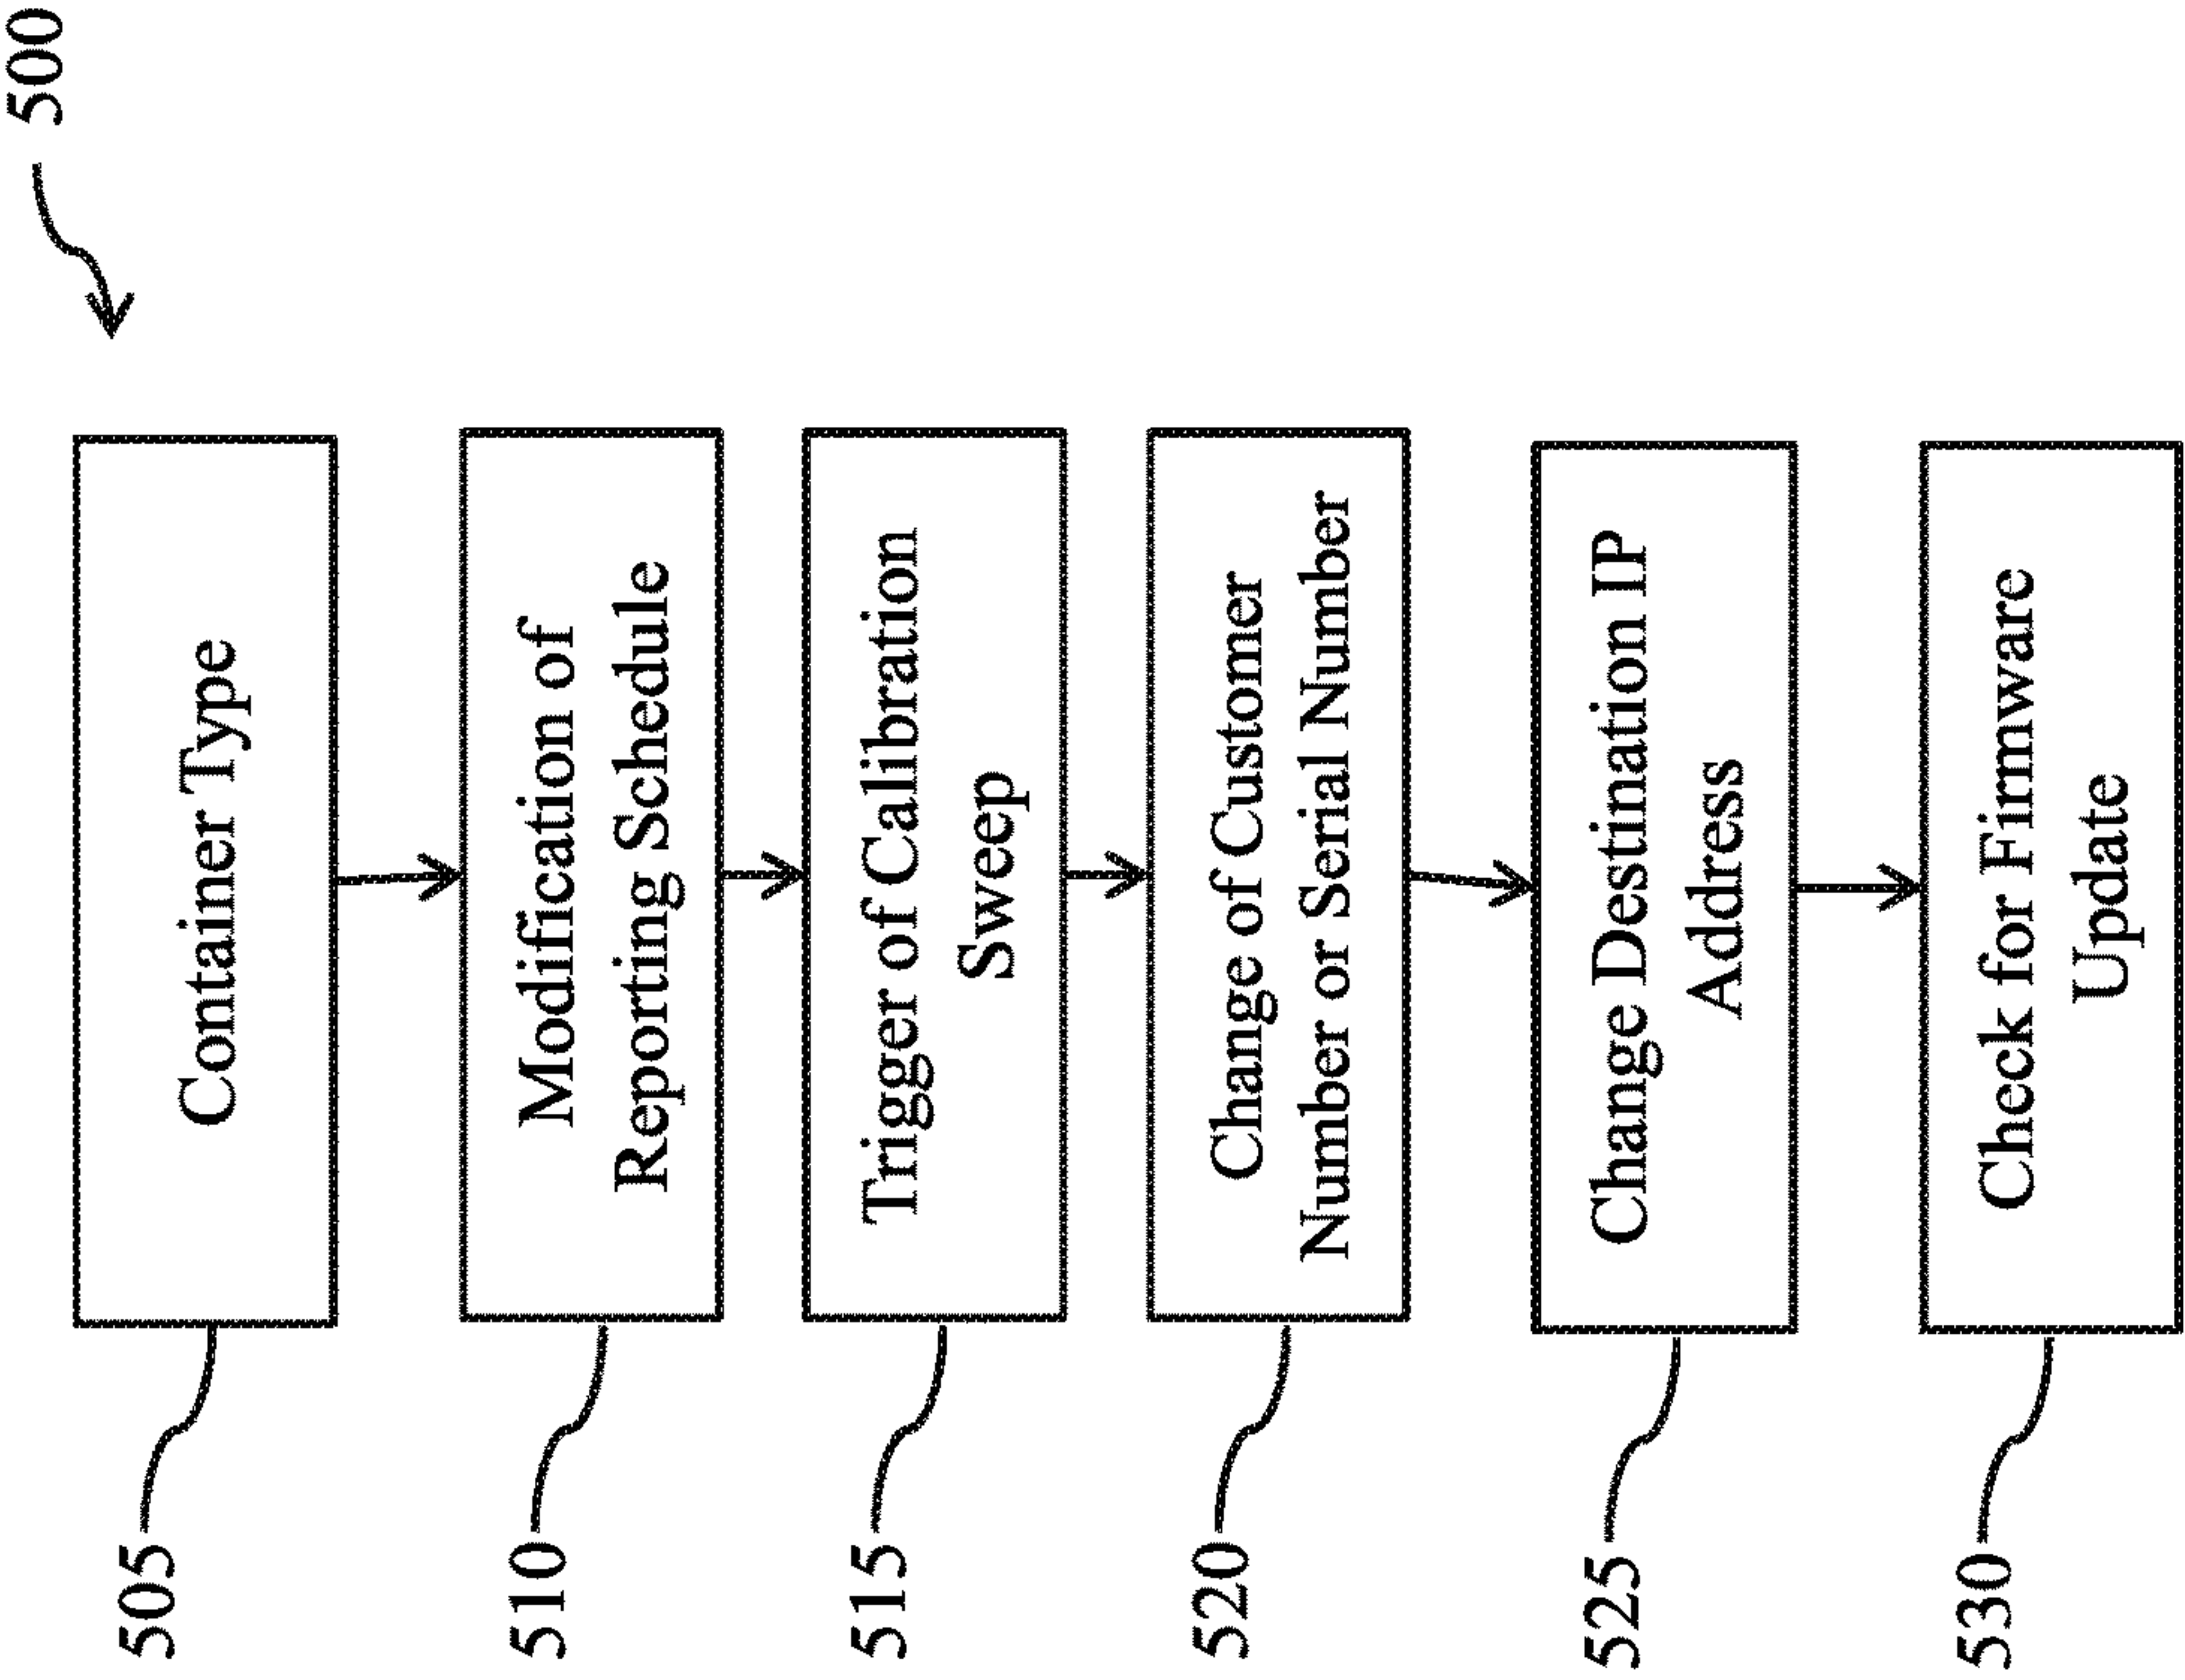 500
505
Container Type
510
Modification of
Reporting Schedule
515
Trigger of Calibration
Sweep
520
Change of Customer
Number or Serial Number
525
Change Destination IP
Address
530
Check for Firmware
Update